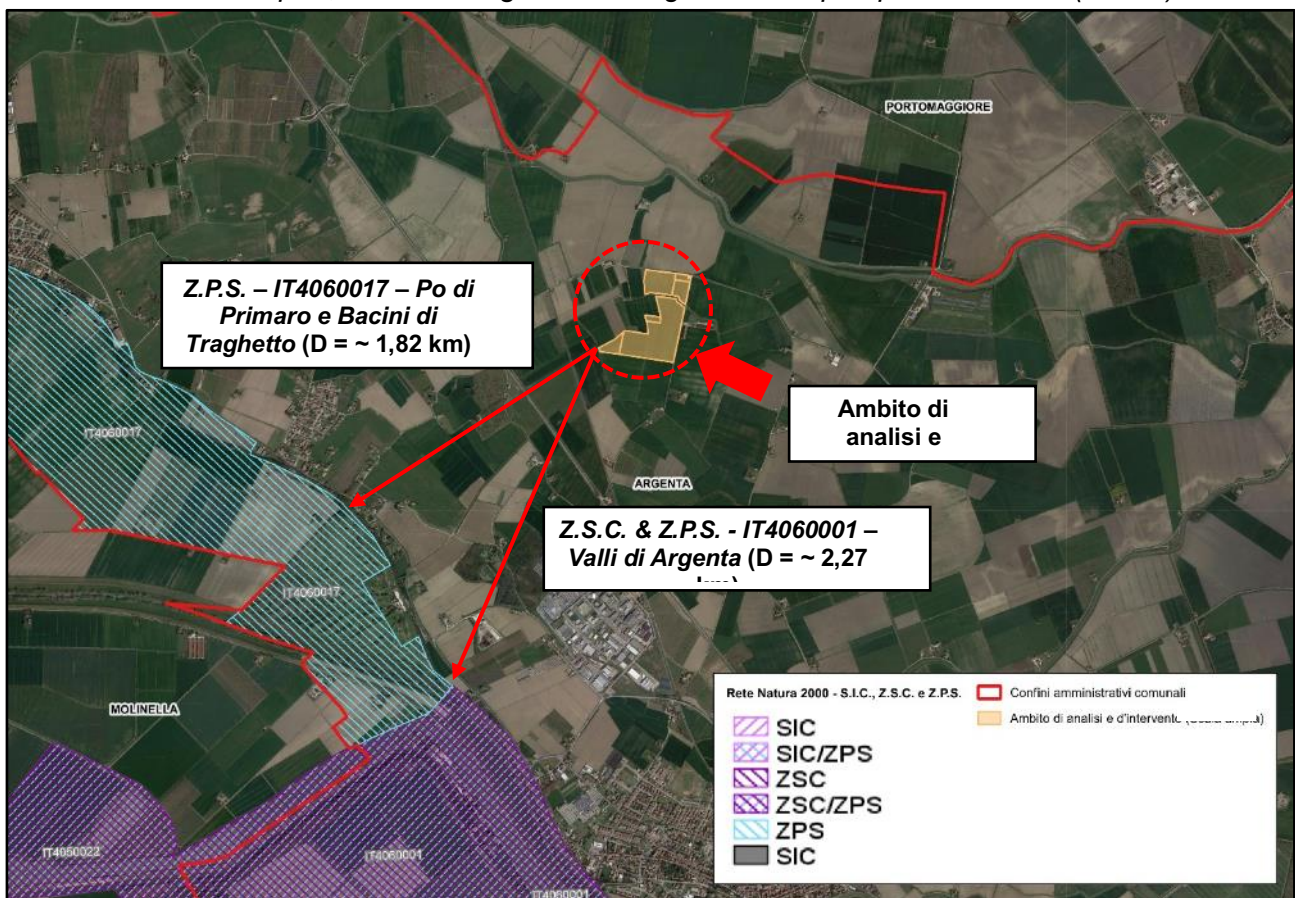 PORTOMAGGIORE
Z.P.S. – IT4060017 – Po di
Primaro e Bacini di
Traghetto (D = ~ 1,82 km)
Ambito di
analisi e
IT4060017
ARGENTA
Z.S.C. & Z.P.S. - IT4060001 –
Valli di Argenta (D = ~ 2,27
IT4060017
MOLINELLA
Rete Natura 2000 - S.I.C., Z.S.C. e Z.P.S.
SIC
SIC/ZPS
ZSC
ZSC/ZPS
ZPS
SIC
Confini amministrativi comunali
Ambito di analisi e d'intervento
IT4050022
IT4060001
IT4060001